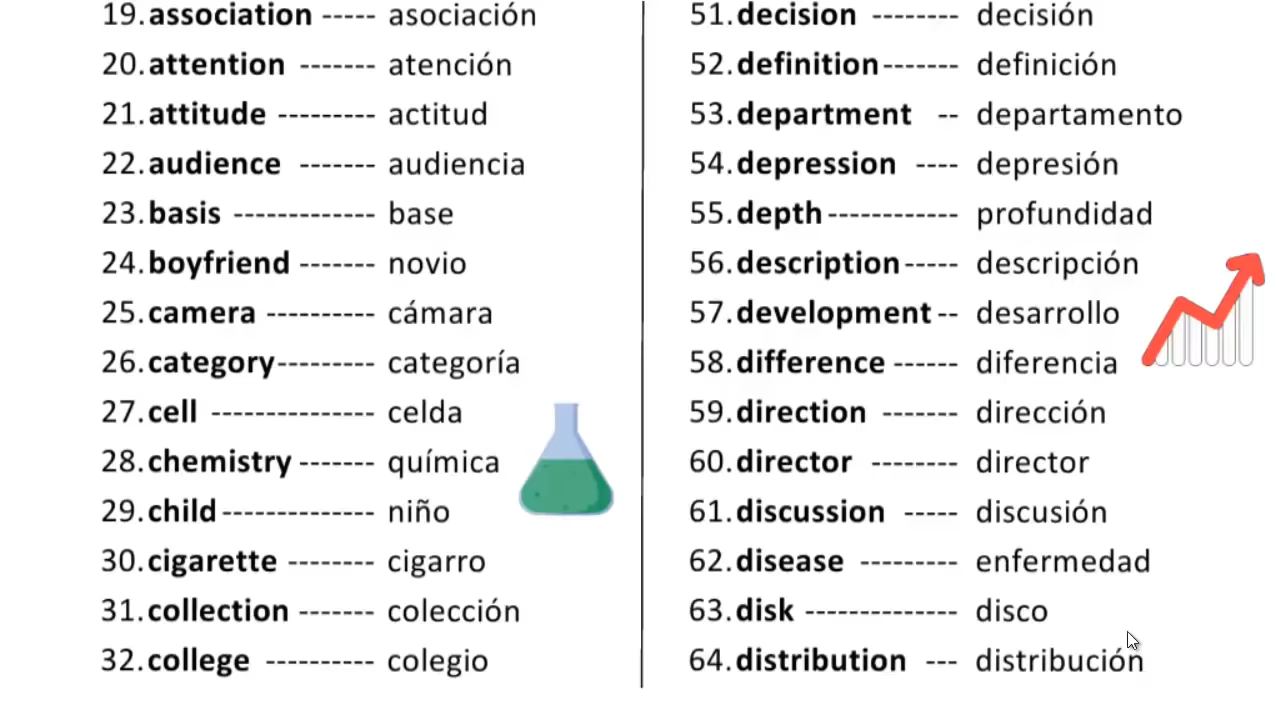 19. association ----- asociación
20. attention ------- atención
21. attitude --------- actitud
22. audience ------- audiencia
23. basis ------------- base
24. boyfriend ------- novio
25. camera ---------- cámara
26. category--------- categoría
27. cell --------------- celda
28. chemistry ------- química
29. child-------------- niño
30. cigarette -------- cigarro
31. collection ------- colección
32. college ---------- colegio
51. decision -------- decisión
52. definition------- definición
53. department -- departamento
54. depression ---- depresión
55. depth------------ profundidad
56. description----- descripción
57. development -- desarrollo
58. difference ------ diferencia
59. direction ------- dirección
60. director -------- director
61. discussion ----- discusión
62. disease --------- enfermedad
63. disk -------------- disco
64. distribution --- distribución